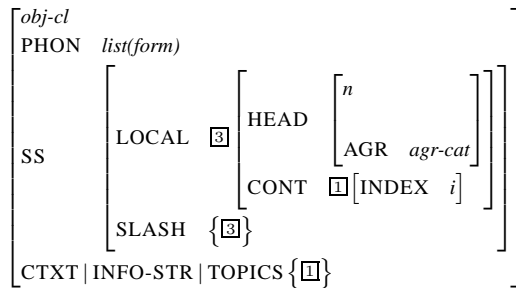 obj-cl
PHON list(form)
SS LOCAL 3 HEAD n
AGR agr-cat
CONT 1 [INDEX i]
SLASH {3}
CTXT | INFO-STR | TOPICS {1}